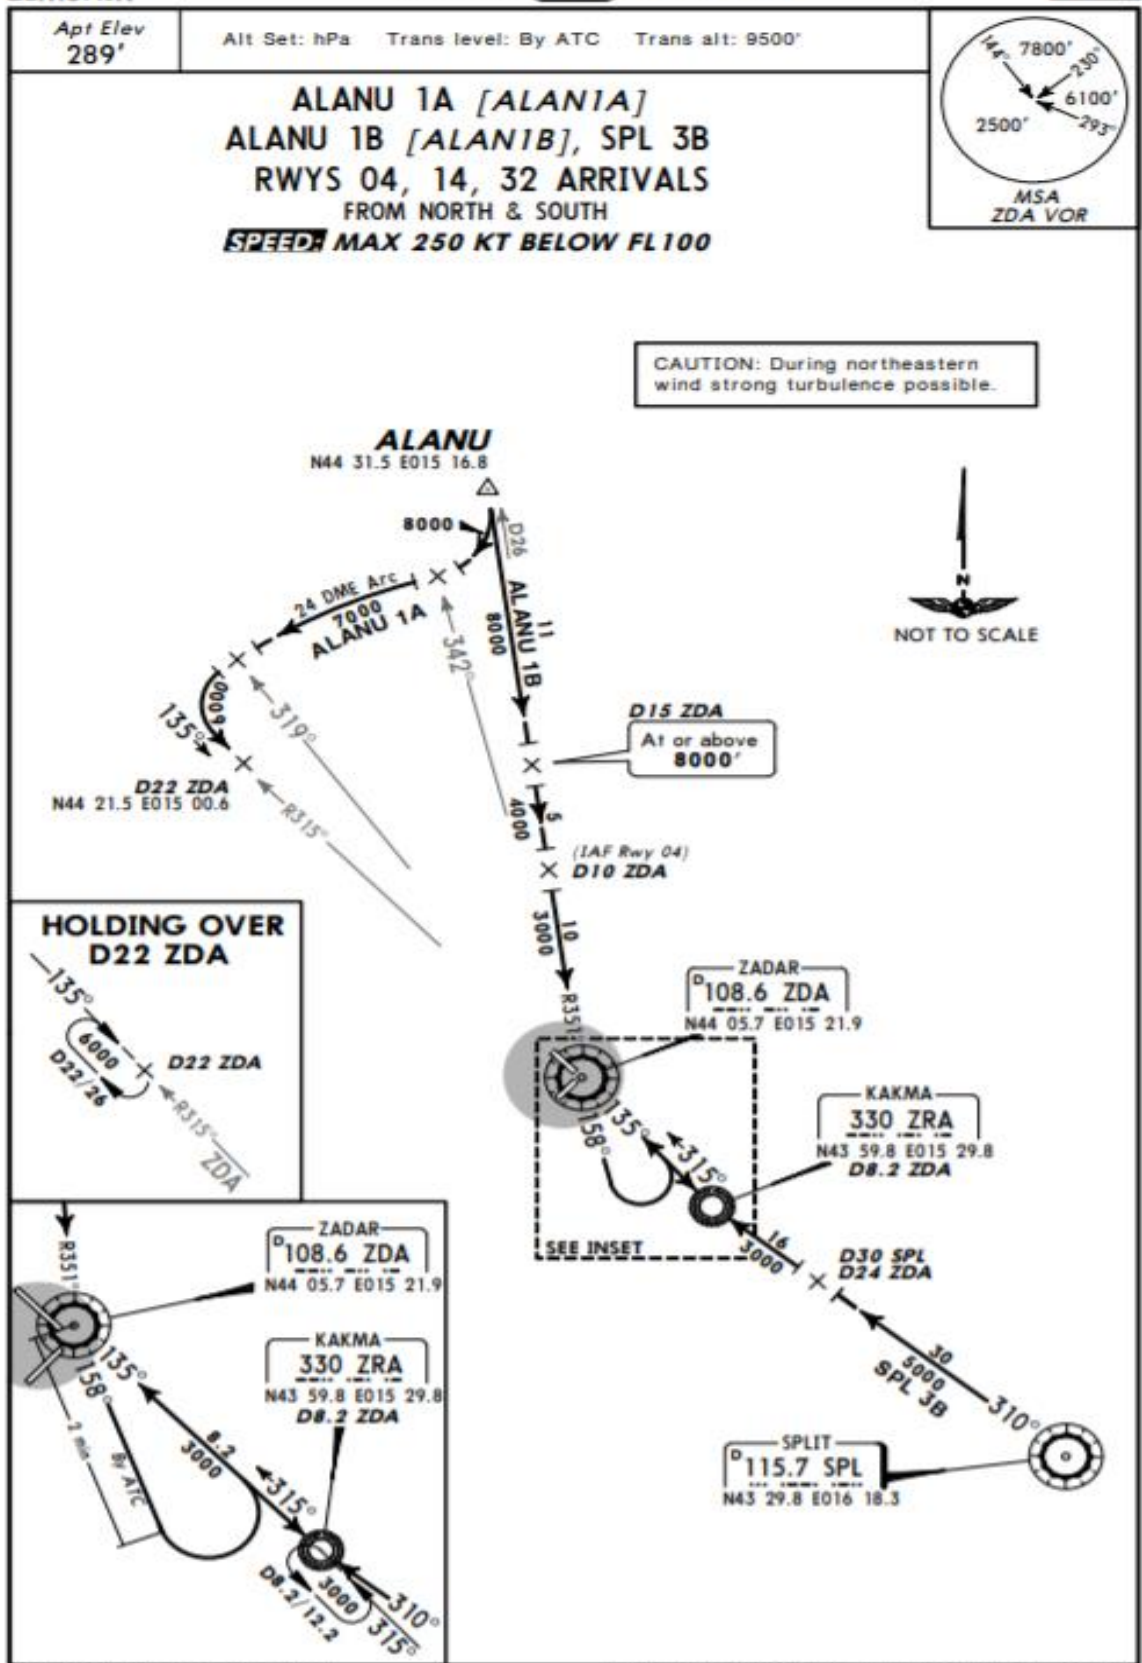 Apt Elev
289'
Alt Set: hPa Trans level: By ATC Trans alt: 9500'
144°
7800'
230°
6100'
293°
2500'
MSA
ZDA VOR
ALANU 1A [ALAN1A]
ALANU 1B [ALAN1B], SPL 3B
RWYS 04, 14, 32 ARRIVALS
FROM NORTH & SOUTH
SPEED: MAX 250 KT BELOW FL100
CAUTION: During northeastern
wind strong turbulence possible.
ALANU
N44 31.5 E015 16.8
8000
D26
24 DME Arc
7000
ALANU 1A
11
ALANU 1B
8000
N
NOT TO SCALE
342°
319°
6000
135°
D22 ZDA
N44 21.5 E015 00.6
R315°
D15 ZDA
At or above
8000'
5
4000
(IAF Rwy 04)
D10 ZDA
10
3000
R351°
HOLDING OVER
D22 ZDA
135°
6000
D22/26
D22 ZDA
R315°
ZDA
ZADAR
D 108.6 ZDA
N44 05.7 E015 21.9
KAKMA
330 ZRA
N43 59.8 E015 29.8
D8.2 ZDA
135°
158°
315°
SEE INSET
16
3000
D30 SPL
D24 ZDA
30
5000
SPL 3B
310°
SPLIT
D 115.7 SPL
N43 29.8 E016 18.3
R351°
ZADAR
D 108.6 ZDA
N44 05.7 E015 21.9
KAKMA
330 ZRA
N43 59.8 E015 29.8
D8.2 ZDA
135°
158°
2 min
By ATC
8.2
3000
315°
3000
D8.2/12.2
310°
315°